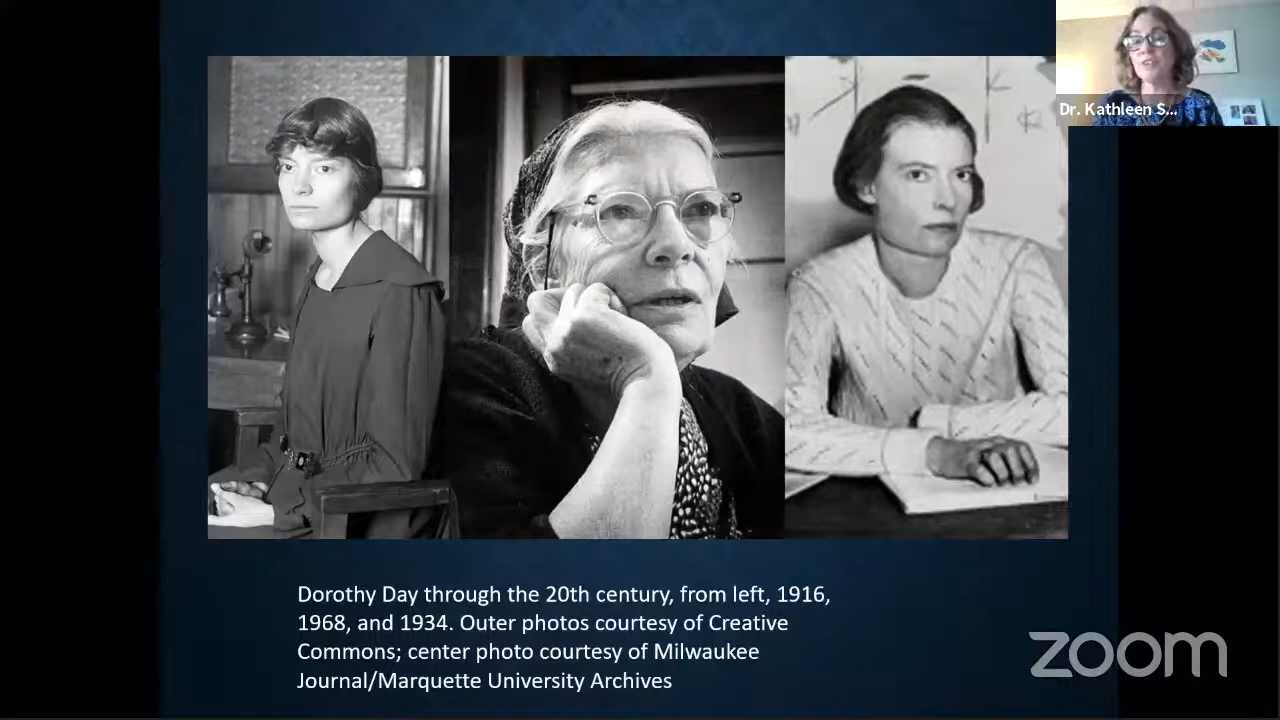 Dr. Kathleen S...
Dorothy Day through the 20th century, from left, 1916,
1968, and 1934. Outer photos courtesy of Creative
Commons; center photo courtesy of Milwaukee
Journal/Marquette University Archives
zoom